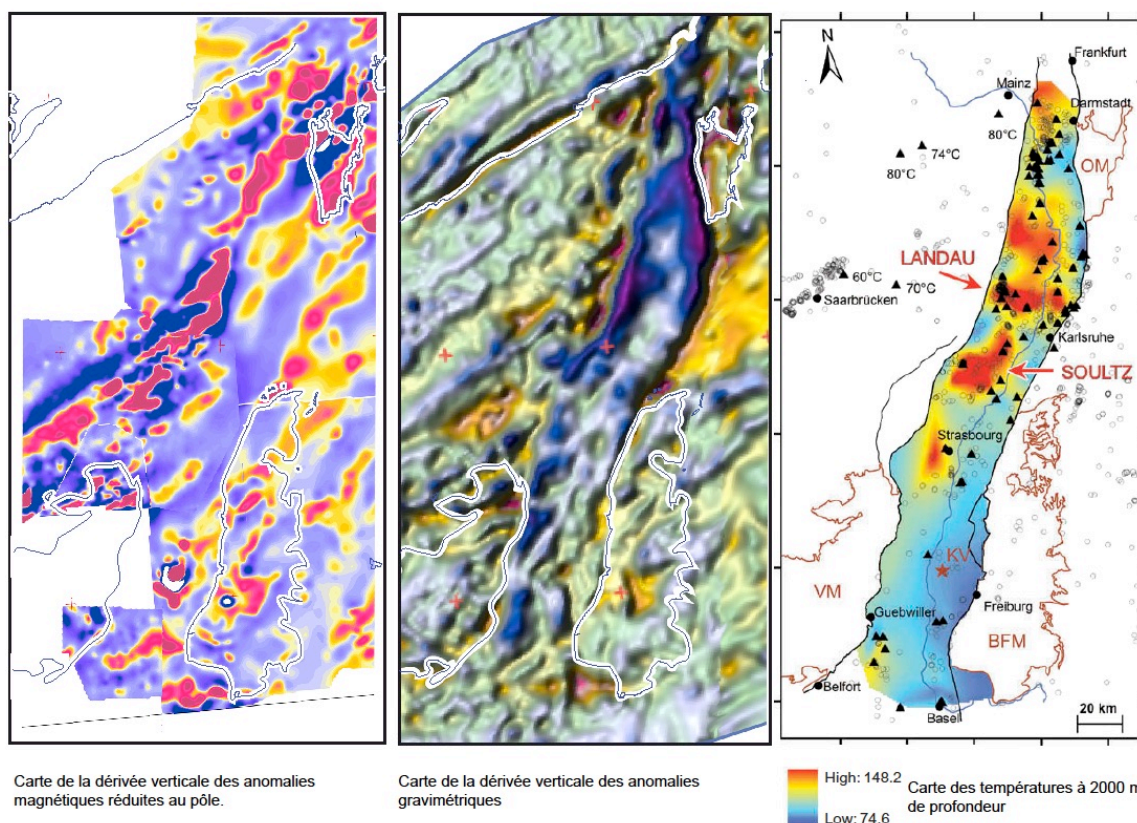 N
Frankfurt
Mainz
Darmstadt
80°C
74°C
80°C
OM
LANDAU
60°C
70°C
Saarbrücken
Karlsruhe
SOULTZ
Strasbourg
KV
VM
Guebwiller
Freiburg
BFM
Belfort
Basel
20 km
Carte de la dérivée verticale des anomalies
magnétiques réduites au pôle.
Carte de la dérivée verticale des anomalies
gravimétriques
High: 148.2
Low: 74.6
Carte des températures à 2000 m
de profondeur